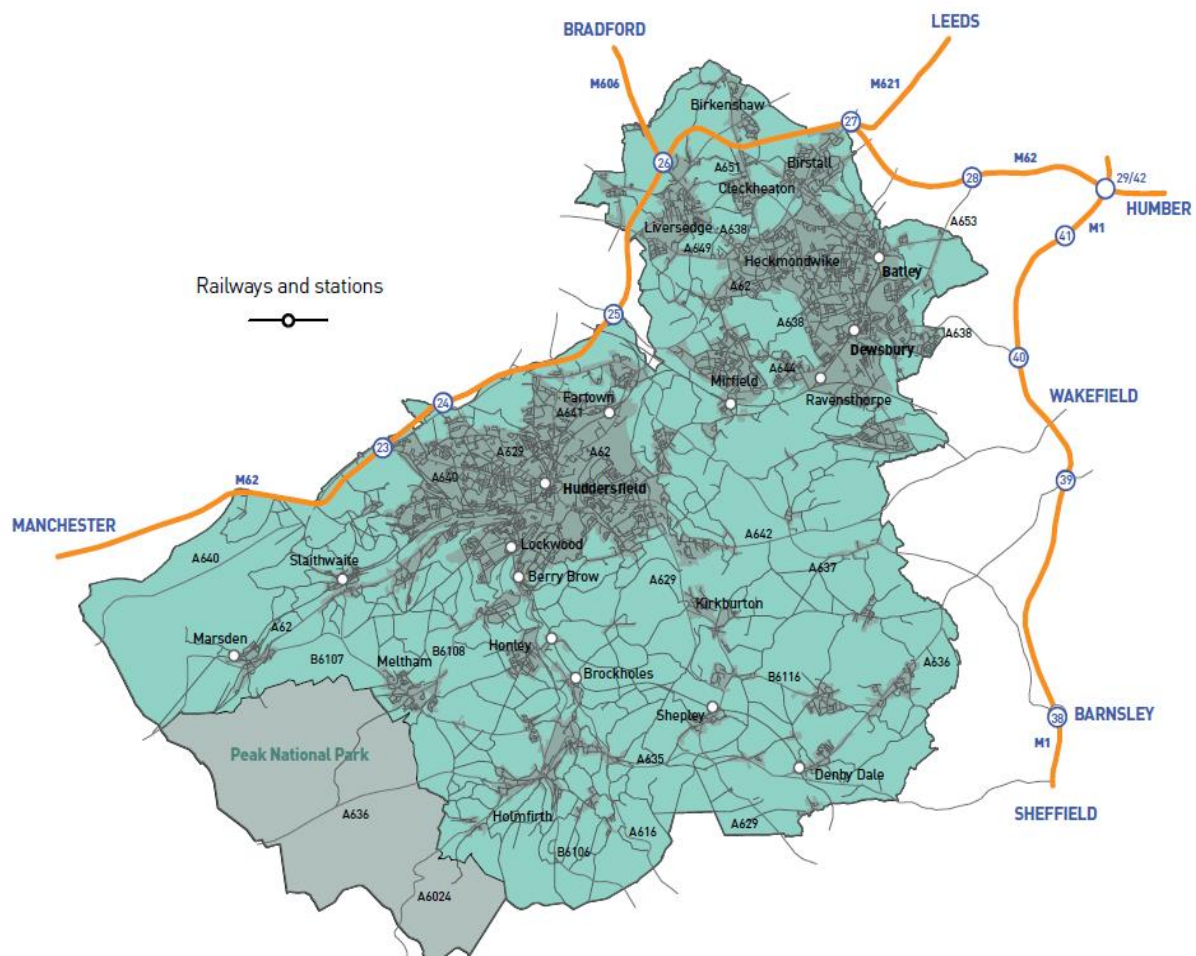 LEEDS
BRADFORD
M606
M621
Birkenshaw
27
26
Birstall
A651
M62
28
29/42
Cleckheaton
HUMBER
A653
Liversedge
A638
M1
41
A649
Heckmondwike
Batley
A62
Railways and stations
25
A638
A638
Dewsbury
40
A644
Mirfield
Ravensthorpe
WAKEFIELD
24
Fartown
A641
23
A629
A62
A640
39
M62
Huddersfield
MANCHESTER
A642
Lockwood
A640
Slaithwaite
A637
Berry Brow
A629
Kirkburton
A62
Marsden
Honley
B6108
B6107
Meltham
A636
Brockholes
B6116
Shepley
38
BARNSLEY
M1
Peak National Park
A635
Denby Dale
SHEFFIELD
A636
Holmfirth
A629
A616
B6106
A6024